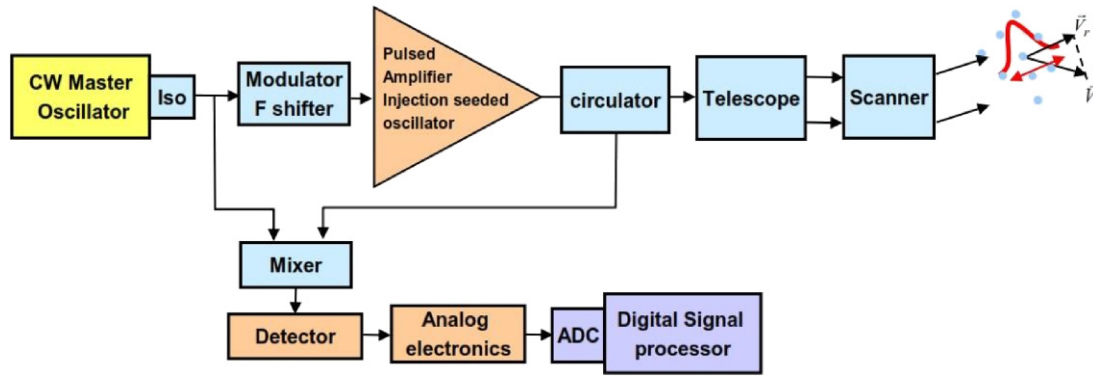 CW Master
Oscillator
Iso
Modulator
F shifter
Pulsed
Amplifier
Injection seeded
oscillator
circulator
Telescope
Scanner
V⃗r
V⃗
Mixer
Detector
Analog
electronics
ADC
Digital Signal
processor